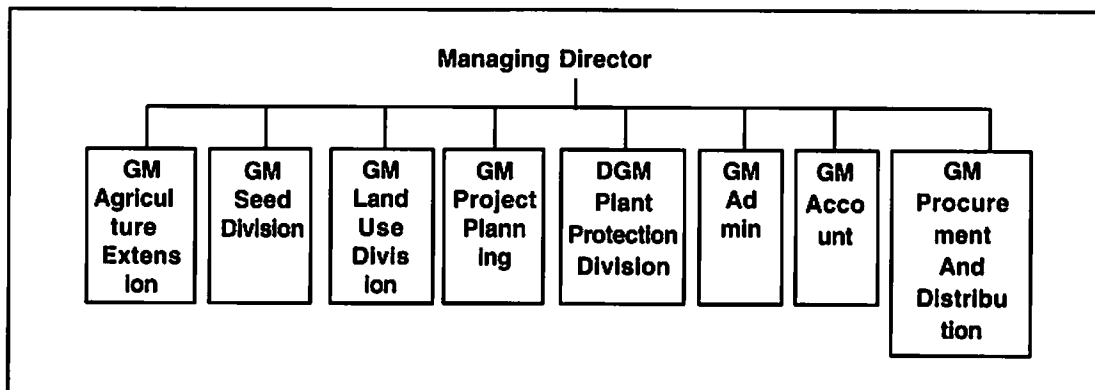 Managing Director
GM
Agricul
ture
Extens
ion
GM
Seed
Division
GM
Land
Use
Divis
ion
GM
Project
Plann
ing
DGM
Plant
Protection
Division
GM
Ad
min
GM
Acco
unt
GM
Procure
ment
And
Distribu
tion